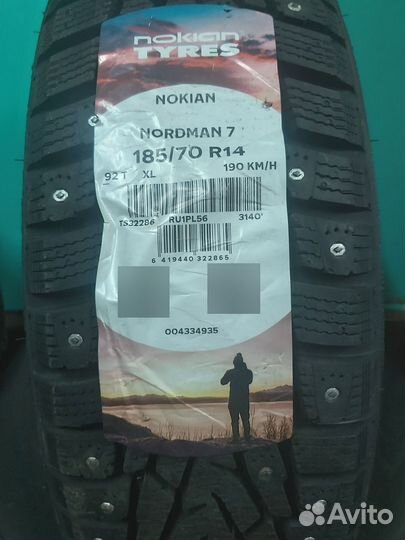 nokian
TYRES
NOKIAN
NORDMAN 7
185/70 R14
92 T XL 190 KM/H
TS32286 RU1PL56 3140'
6 419440 322865
004334935
Avito